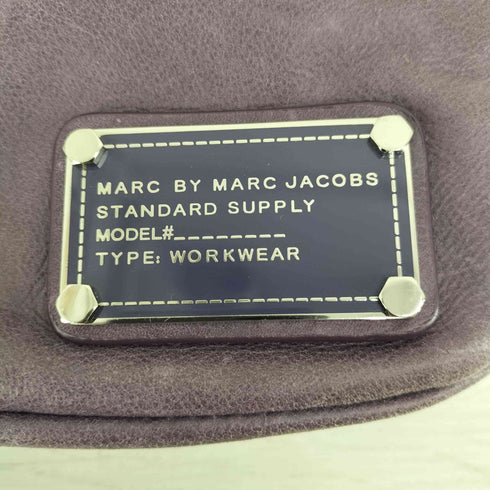 MARC BY MARC JACOBS
STANDARD SUPPLY
MODEL#_________
TYPE: WORKWEAR